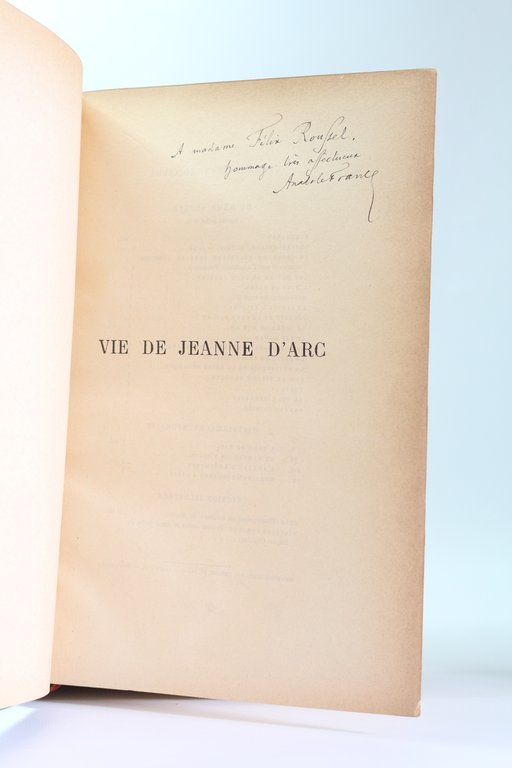 A madame Félix Roussel,
hommage très affectueux
Anatole France
VIE DE JEANNE D'ARC